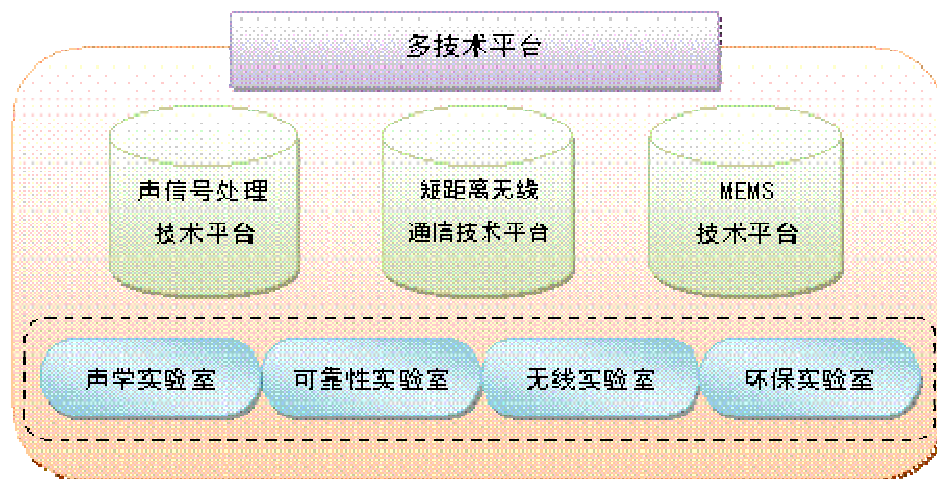 多技术平台
声信号处理
技术平台
短距离无线
通信技术平台
MEMS
技术平台
声学实验室
可靠性实验室
无线实验室
环保实验室